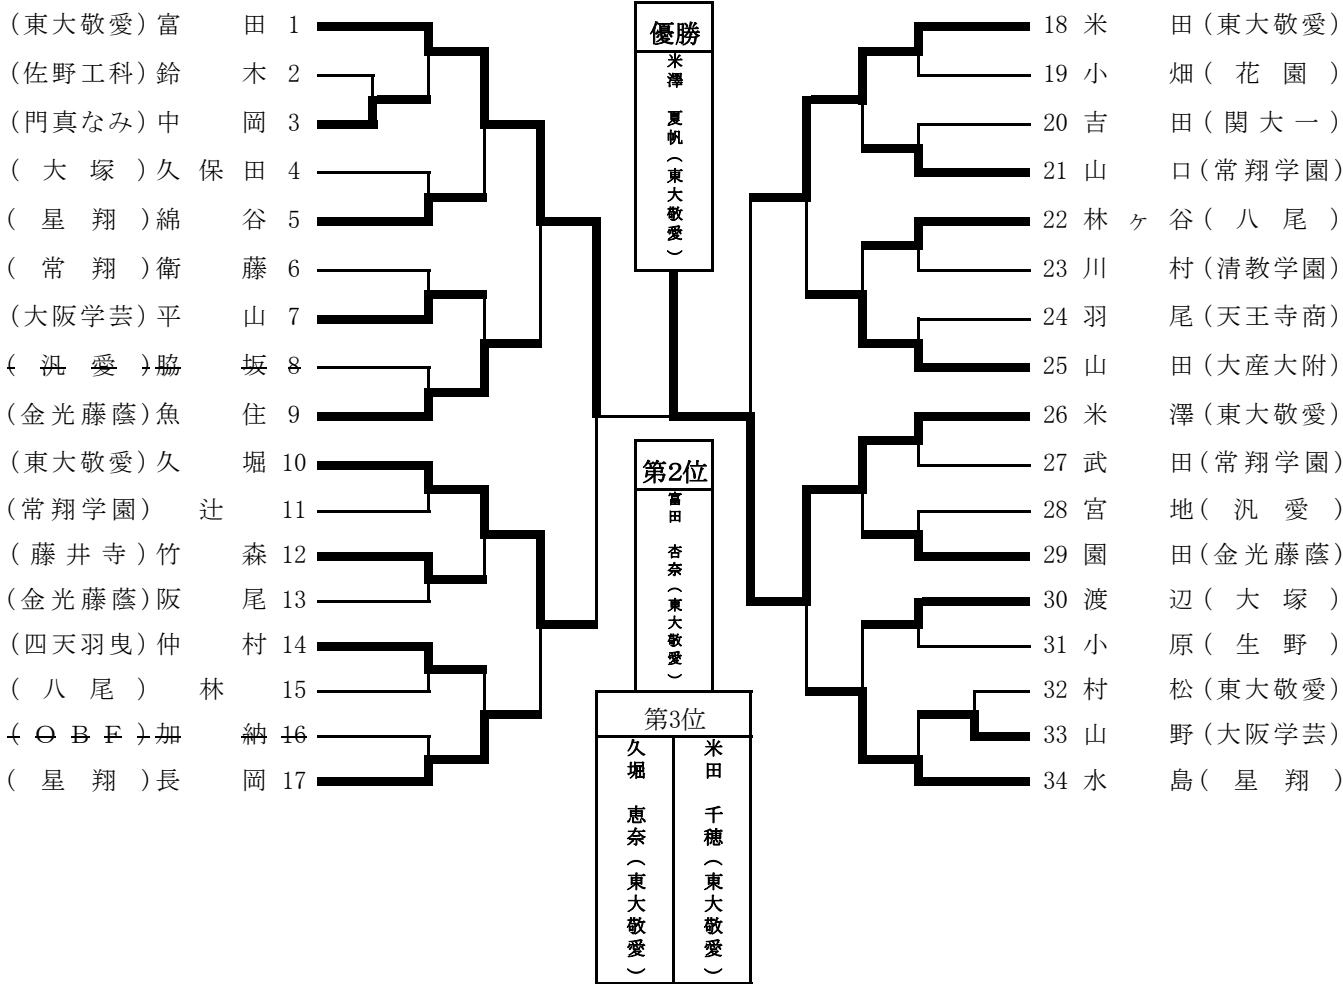 (東大敬愛) 富田 1
(佐野工科) 鈴木 2
(門真なみ) 中岡 3
(大塚) 久保田 4
(星翔) 綿谷 5
(常翔) 衛藤 6
(大阪学芸) 平山 7
(汎愛) 脇坂 8
(金光藤蔭) 魚住 9
(東大敬愛) 久堀 10
(常翔学園) 辻 11
(藤井寺) 竹森 12
(金光藤蔭) 阪尾 13
(四天羽曳) 仲村 14
(八尾) 林 15
(OBF) 加納 16
(星翔) 長岡 17
優勝
米澤 夏帆(東大敬愛)
第2位
富田 杏奈(東大敬愛)
第3位
久堀 恵奈(東大敬愛)
米田 千穂(東大敬愛)
18 米田 (東大敬愛)
19 小畑 (花園)
20 吉田 (関大一)
21 山口 (常翔学園)
22 林ヶ谷 (八尾)
23 川村 (清教学園)
24 羽尾 (天王寺商)
25 山田 (大産大附)
26 米澤 (東大敬愛)
27 武田 (常翔学園)
28 宮地 (汎愛)
29 園田 (金光藤蔭)
30 渡辺 (大塚)
31 小原 (生野)
32 村松 (東大敬愛)
33 山野 (大阪学芸)
34 水島 (星翔)